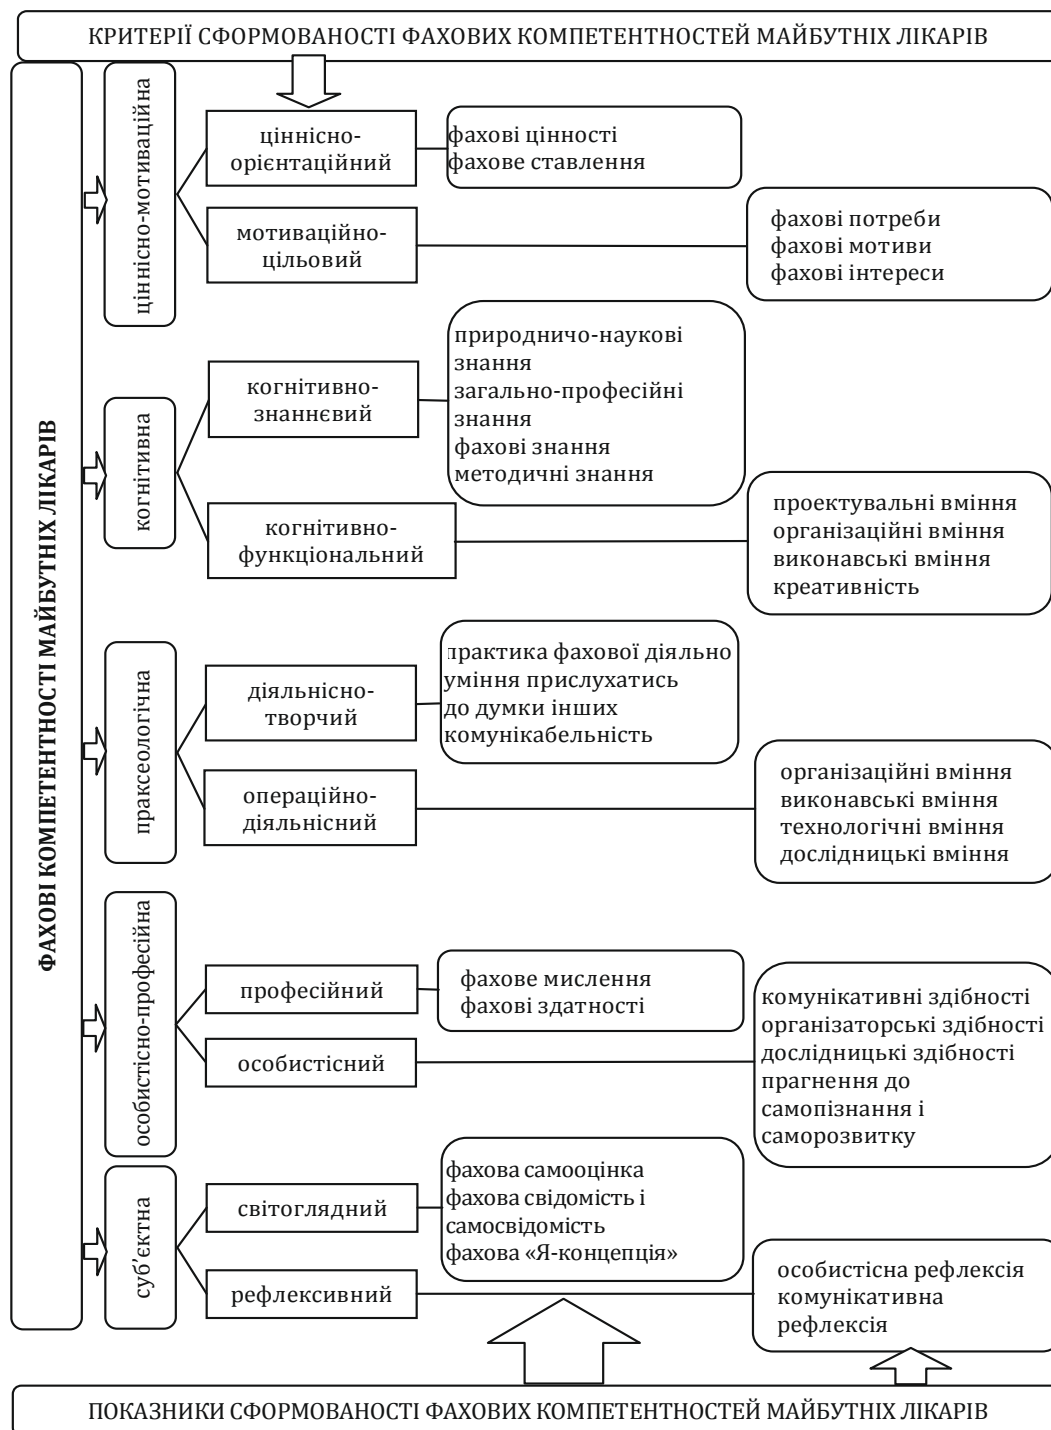 КРИТЕРІЇ СФОРМОВАНОСТІ ФАХОВИХ КОМПЕТЕНТНОСТЕЙ МАЙБУТНІХ ЛІКАРІВ
ФАХОВІ КОМПЕТЕНТНОСТІ МАЙБУТНІХ ЛІКАРІВ
ціннісно-мотиваційна
ціннісно-
орієнтаційний
фахові цінності
фахове ставлення
мотиваційно-
цільовий
фахові потреби
фахові мотиви
фахові інтереси
когнітивна
когнітивно-
знаннєвий
природничо-наукові
знання
загально-професійні
знання
фахові знання
методичні знання
когнітивно-
функціональний
проектувальні вміння
організаційні вміння
виконавські вміння
креативність
праксеологічна
діяльнісно-
творчий
практика фахової діяльно
уміння прислухатись
до думки інших
комунікабельність
операційно-
діяльнісний
організаційні вміння
виконавські вміння
технологічні вміння
дослідницькі вміння
особистісно-професійна
професійний
фахове мислення
фахові здатності
особистісний
комунікативні здібності
організаторські здібності
дослідницькі здібності
прагнення до
самопізнання і
саморозвитку
суб'єктна
світоглядний
фахова самооцінка
фахова свідомість і
самосвідомість
фахова «Я-концепція»
рефлексивний
особистісна рефлексія
комунікативна
рефлексія
ПОКАЗНИКИ СФОРМОВАНОСТІ ФАХОВИХ КОМПЕТЕНТНОСТЕЙ МАЙБУТНІХ ЛІКАРІВ